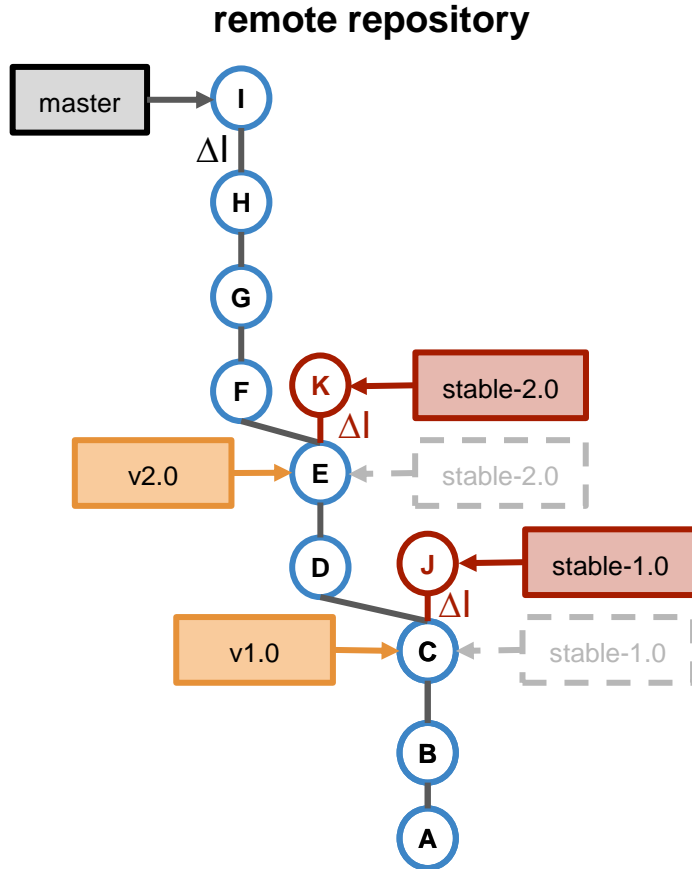 remote repository
master
I
ΔI
H
G
F
K
stable-2.0
ΔI
v2.0
E
stable-2.0
D
J
stable-1.0
ΔI
v1.0
C
stable-1.0
B
A